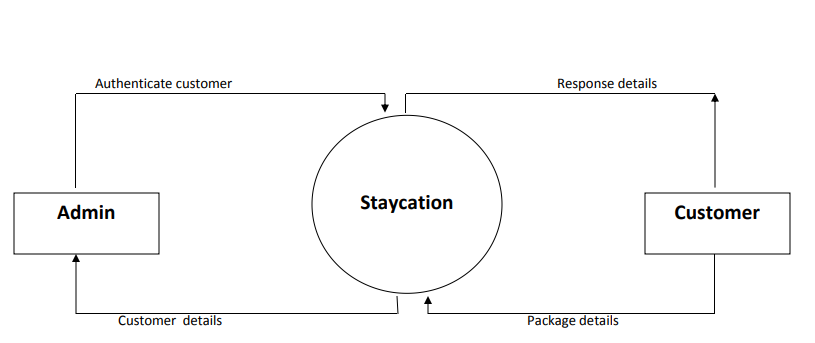 Authenticate customer
Response details
Admin
Staycation
Customer
Customer details
Package details